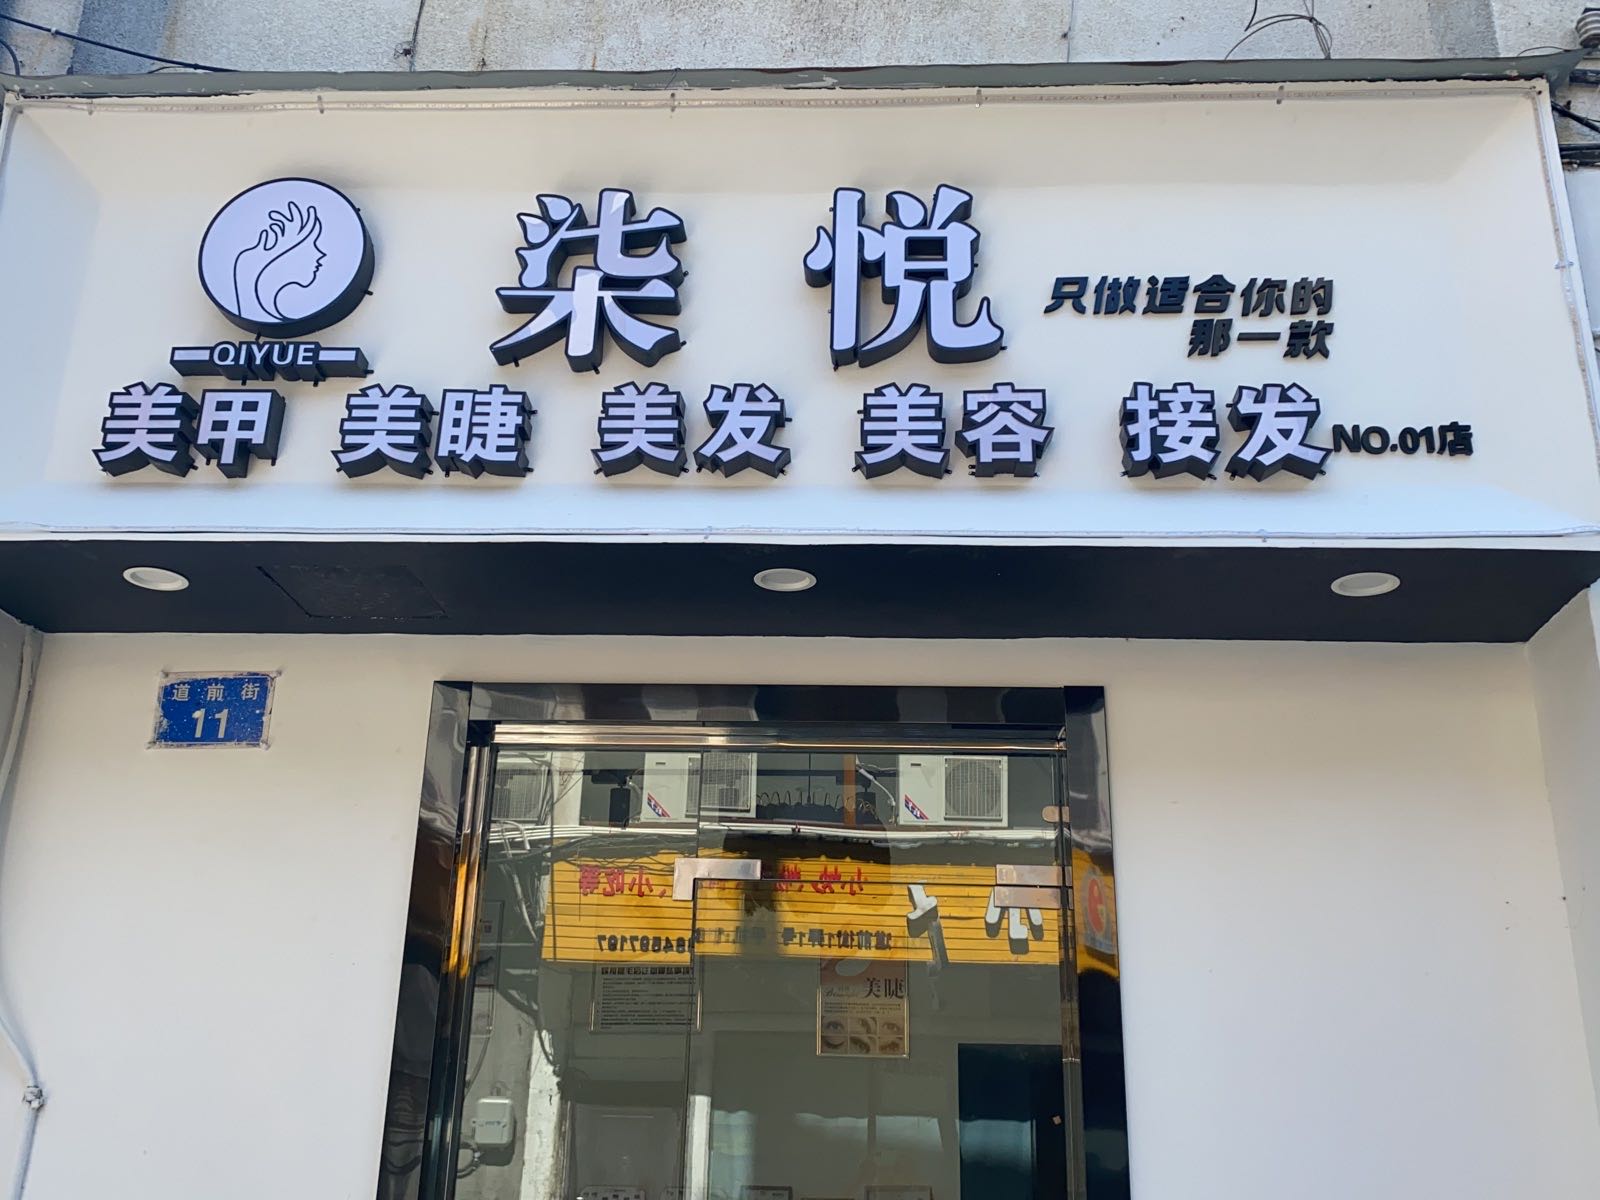 柒悦
QIYUE
只做适合你的
那一款
美甲 美睫 美发 美容 接发
NO.01店
道前街
11
美睫